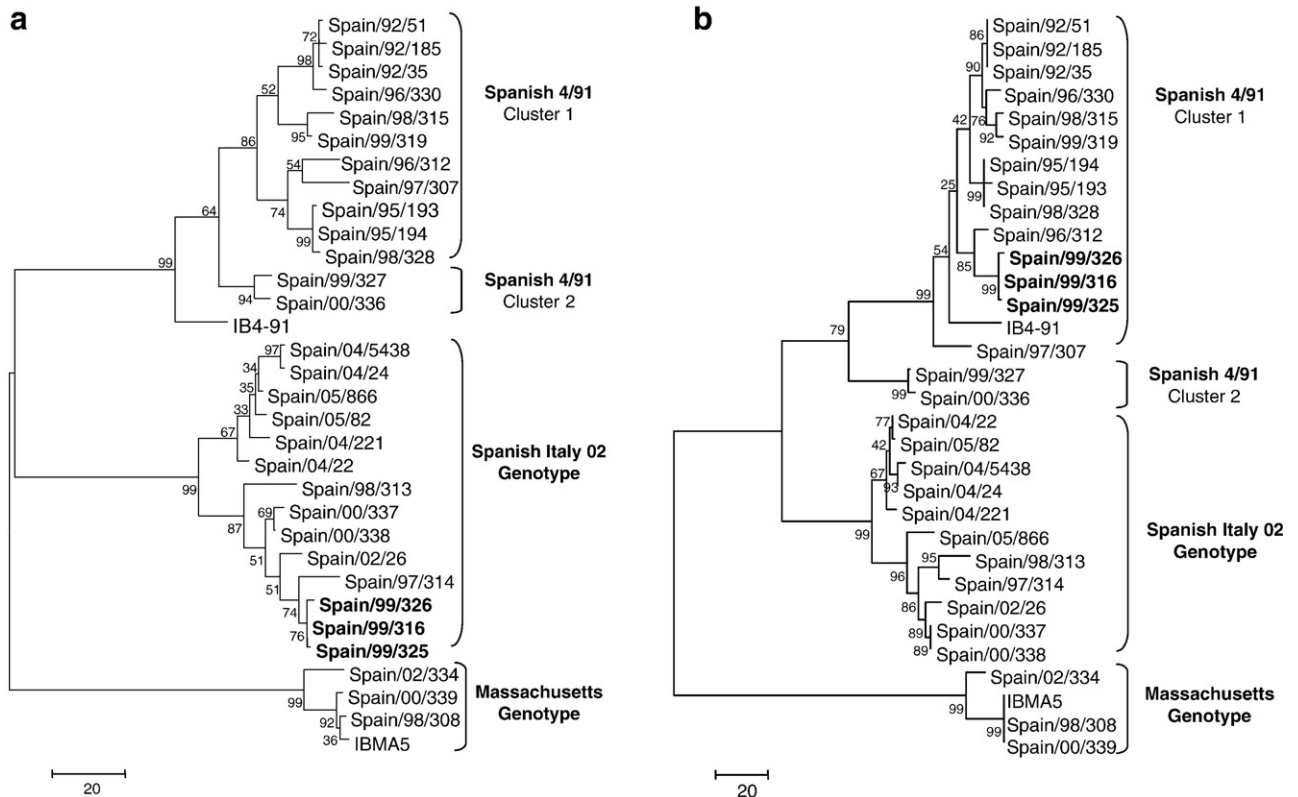 a
72
Spain/92/51
Spain/92/185
98
Spain/92/35
Spain/96/330
52
Spain/98/315
95
Spain/99/319
86
54
Spain/96/312
Spain/97/307
74
Spain/95/193
Spain/95/194
99
Spain/98/328
Spanish 4/91
Cluster 1
64
99
Spain/99/327
94
Spain/00/336
Spanish 4/91
Cluster 2
IB4-91
97
Spain/04/5438
34
Spain/04/24
35
Spain/05/866
33
Spain/05/82
67
Spain/04/221
Spain/04/22
99
Spain/98/313
87
69
Spain/00/337
Spain/00/338
51
Spain/02/26
51
Spain/97/314
74
Spain/99/326
Spain/99/316
76
Spain/99/325
Spanish Italy 02
Genotype
Spain/02/334
99
Spain/00/339
92
Spain/98/308
36
IBMA5
Massachusetts
Genotype
20
b
86
Spain/92/51
Spain/92/185
90
Spain/92/35
Spain/96/330
42
76
Spain/98/315
92
Spain/99/319
Spain/95/194
25
Spain/95/193
99
Spain/98/328
Spain/96/312
54
85
Spain/99/326
Spain/99/316
99
Spain/99/325
99
IB4-91
Spain/97/307
Spanish 4/91
Cluster 1
79
Spain/99/327
99
Spain/00/336
Spanish 4/91
Cluster 2
77
Spain/04/22
42
Spain/05/82
67
Spain/04/5438
93
Spain/04/24
Spain/04/221
99
Spain/05/866
95
Spain/98/313
96
Spain/97/314
86
Spain/02/26
89
Spain/00/337
89
Spain/00/338
Spanish Italy 02
Genotype
Spain/02/334
99
IBMA5
Spain/98/308
99
Spain/00/339
Massachusetts
Genotype
20